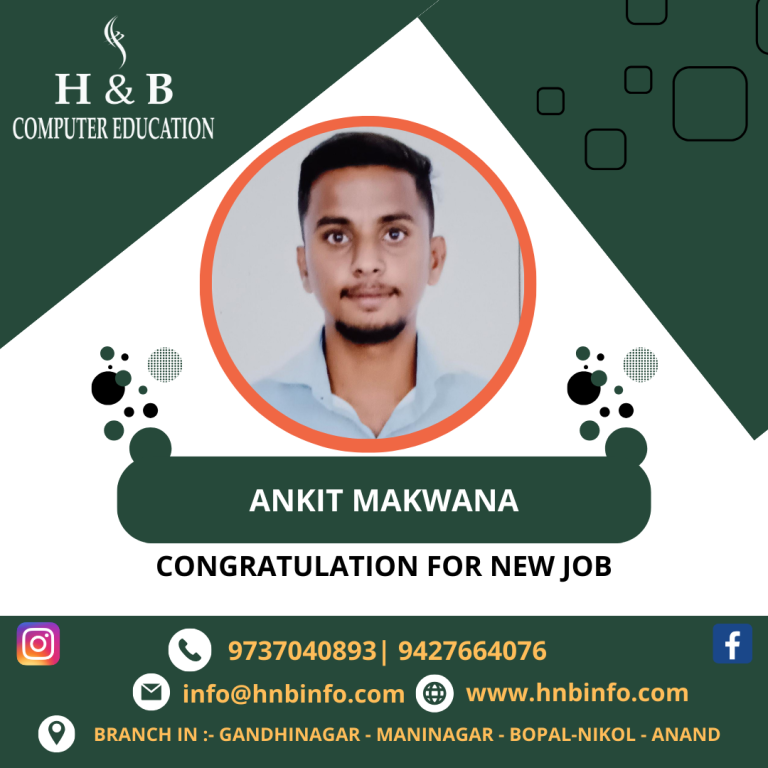 H & B
COMPUTER EDUCATION
ANKIT MAKWANA
CONGRATULATION FOR NEW JOB
9737040893| 9427664076
info@hnbinfo.com www.hnbinfo.com
BRANCH IN :- GANDHINAGAR - MANINAGAR - BOPAL-NIKOL - ANAND